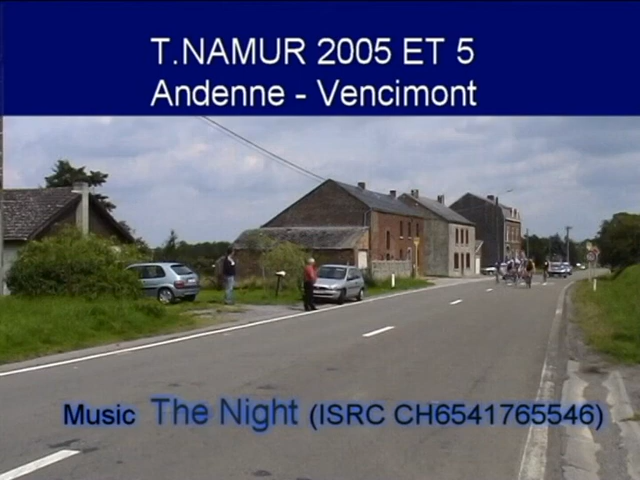 T.NAMUR 2005 ET 5
Andenne - Vencimont
Music The Night (ISRC CH6541765546)